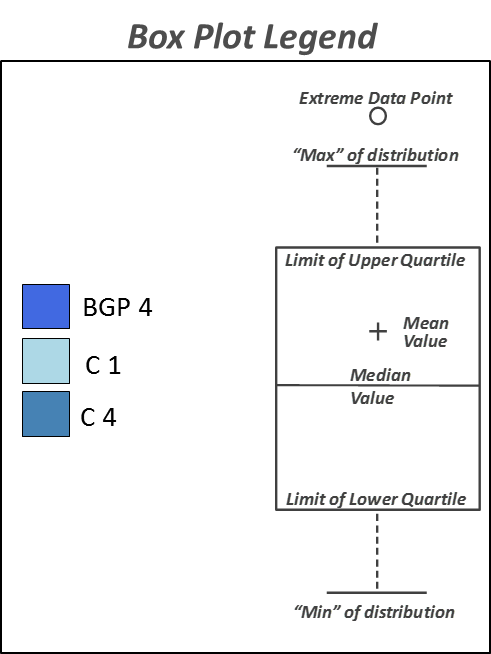 Box Plot Legend
Extreme Data Point
“Max” of distribution
Limit of Upper Quartile
BGP 4
Mean
Value
C 1
Median
Value
C 4
Limit of Lower Quartile
“Min” of distribution